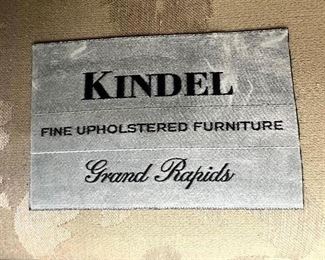 KINDEL
FINE UPHOLSTERED FURNITURE
Grand Rapids